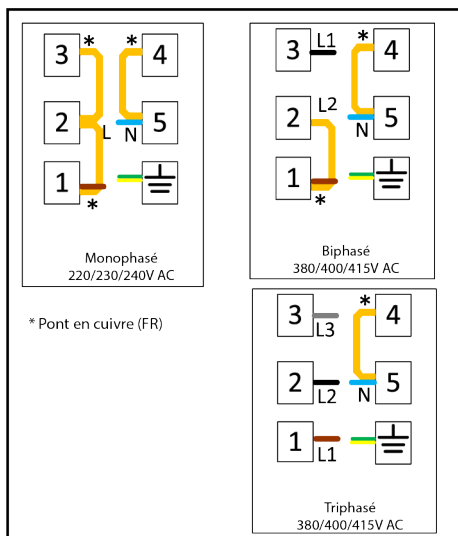 3 * * 4
2 L N 5
1 *
Monophasé
220/230/240V AC
3 L1 * 4
2 L2 N 5
1 *
Biphasé
380/400/415V AC
* Pont en cuivre (FR)
3 L3 * 4
2 L2 N 5
1 L1
Triphasé
380/400/415V AC